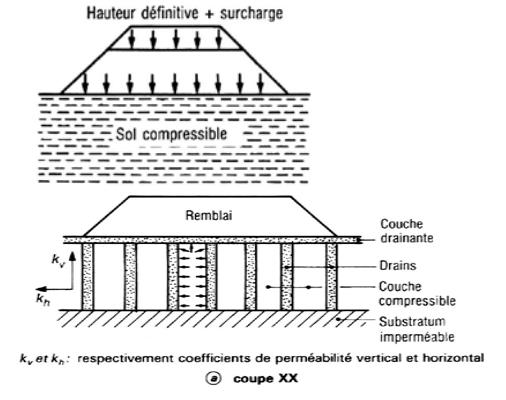 Hauteur définitive + surcharge
Sol compressible
Remblai
Couche
drainante
Drains
Couche
compressible
Substratum
imperméable
kv
kh
kv et kh : respectivement coefficients de perméabilité vertical et horizontal
a coupe XX